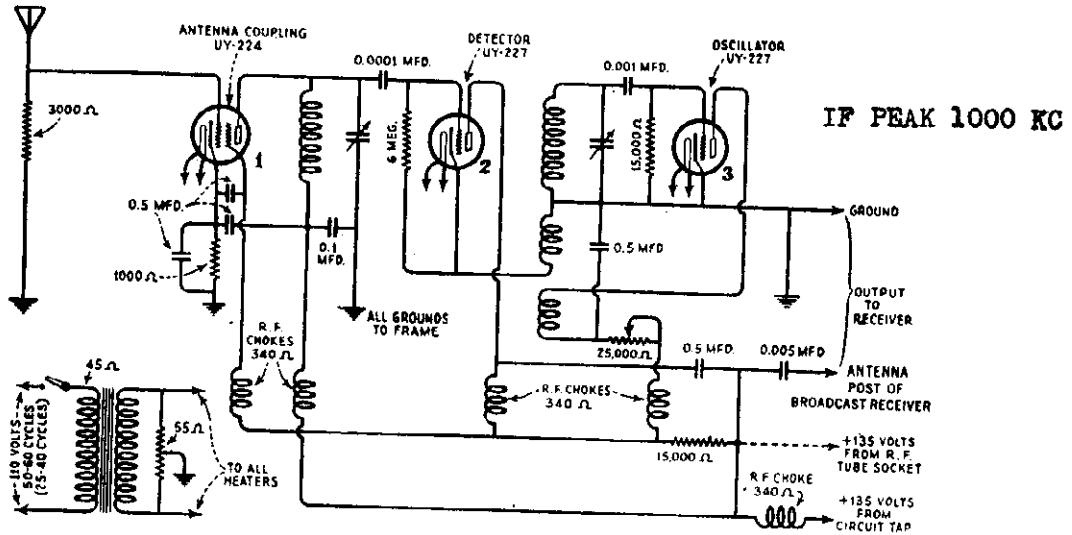 ANTENNA COUPLING
UY-224
DETECTOR
UY-227
OSCILLATOR
UY-227
0.0001 MFD.
0.001 MFD.
IF PEAK 1000 KC
3000 Ω
6 MEG.
15,000 Ω
1
2
3
0.5 MFD.
0.1
MFD.
0.5 MFD
GROUND
1000 Ω
ALL GROUNDS
TO FRAME
OUTPUT
TO
RECEIVER
R.F.
CHOKES
340 Ω
25,000 Ω
0.5 MFD.
0.005 MFD
ANTENNA
POST OF
BROADCAST RECEIVER
45 Ω
R.F. CHOKES
340 Ω
110 VOLTS
50-60 CYCLES
(25-40 CYCLES)
55 Ω
TO ALL
HEATERS
15,000 Ω
+135 VOLTS
FROM R.F.
TUBE SOCKET
R.F CHOKE
340 Ω
+135 VOLTS
FROM
CIRCUIT TAP